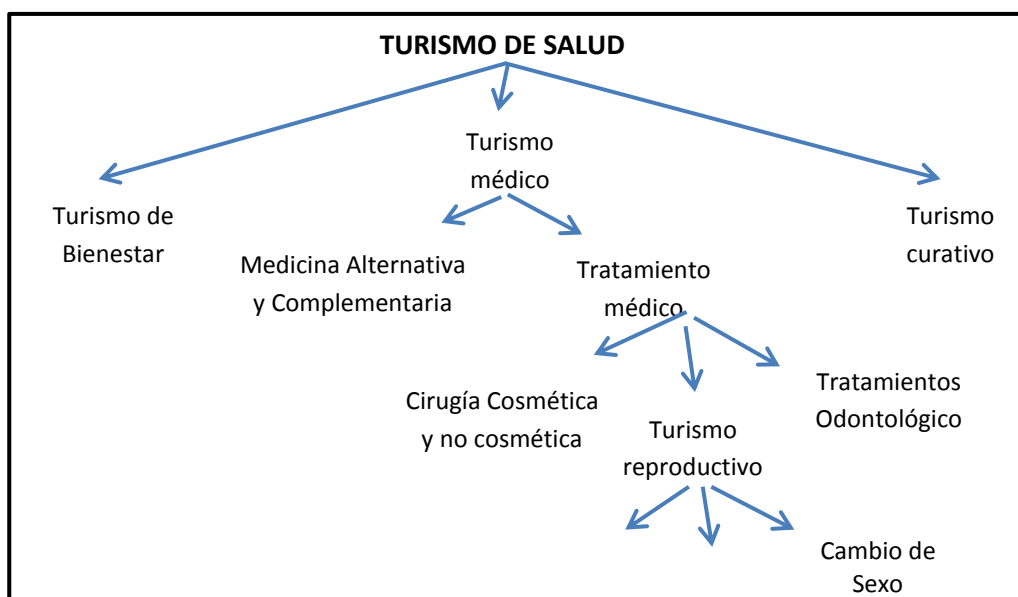 TURISMO DE SALUD
Turismo
médico
Turismo de
Bienestar
Turismo
curativo
Medicina Alternativa
y Complementaria
Tratamiento
médico
Cirugía Cosmética
y no cosmética
Turismo
reproductivo
Tratamientos
Odontológico
Cambio de
Sexo